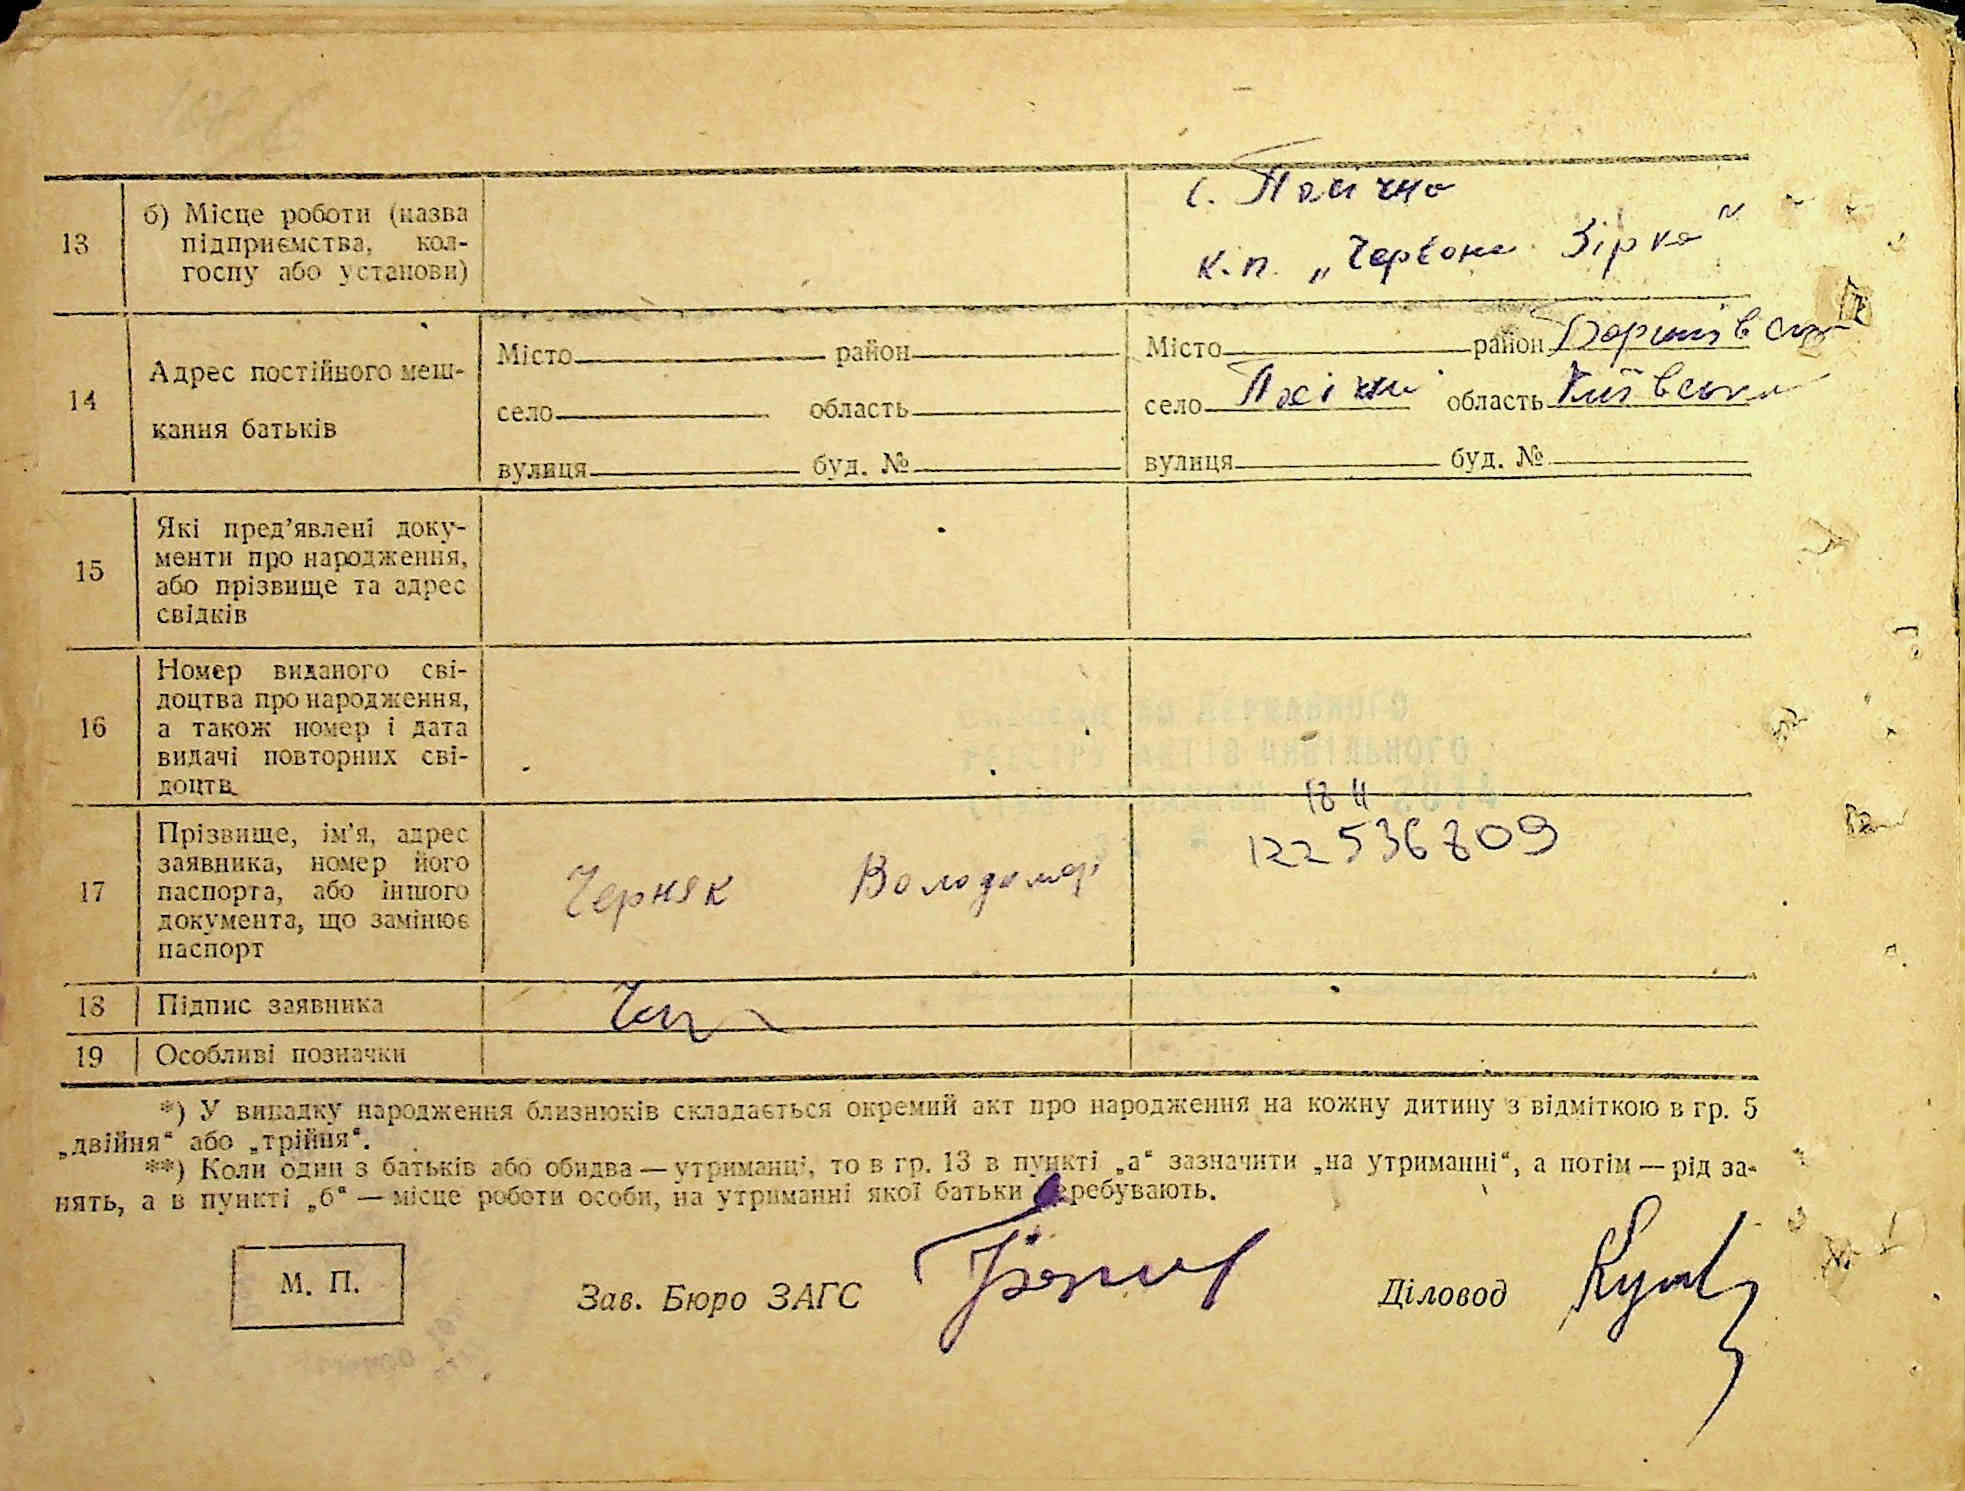 13
б) Місце роботи (назва
підприємства, кол-
госпу або установи)
с. Пасічна
к.п. „Червона Зірка"
14
Адрес постійного меш-
кання батьків
Місто район
село область
вулиця буд. №
Місто район
село область Київська
вулиця буд. №
15
Які пред'явлені доку-
менти про народження,
або прізвище та адрес
свідків
16
Номер виданого сві-
доцтва про народження,
а також номер і дата
видачі повторних сві-
доцтв
17
Прізвище, ім'я, адрес
заявника, номер його
паспорта, або іншого
документа, що замінює
паспорт
Черняк Володимир
18 II
122536809
18
Підпис заявника
19
Особливі позначки
*) У випадку народження близнюків складається окремий акт про народження на кожну дитину з відміткою в гр. 5
„двійня" або „трійня".
**) Коли один з батьків або обидва — утриманці, то в гр. 13 в пункті „а" зазначити „на утриманні", а потім — рід за-
нять, а в пункті „б" — місце роботи особи, на утриманні якої батьки перебувають.
М. П.
Зав. Бюро ЗАГС
Діловод